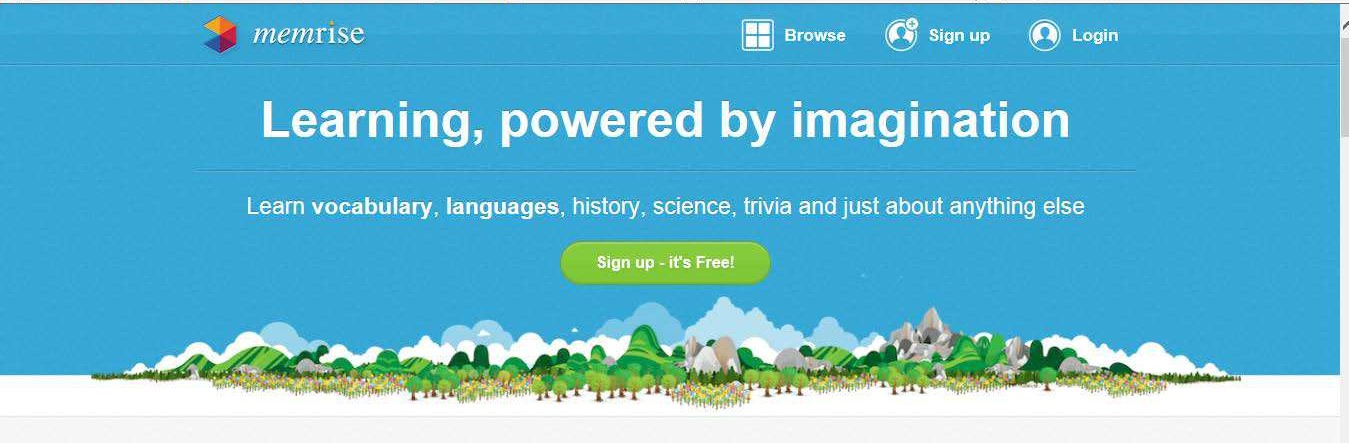 memrise
Browse
Sign up
Login
Learning, powered by imagination
Learn vocabulary, languages, history, science, trivia and just about anything else
Sign up - it's Free!